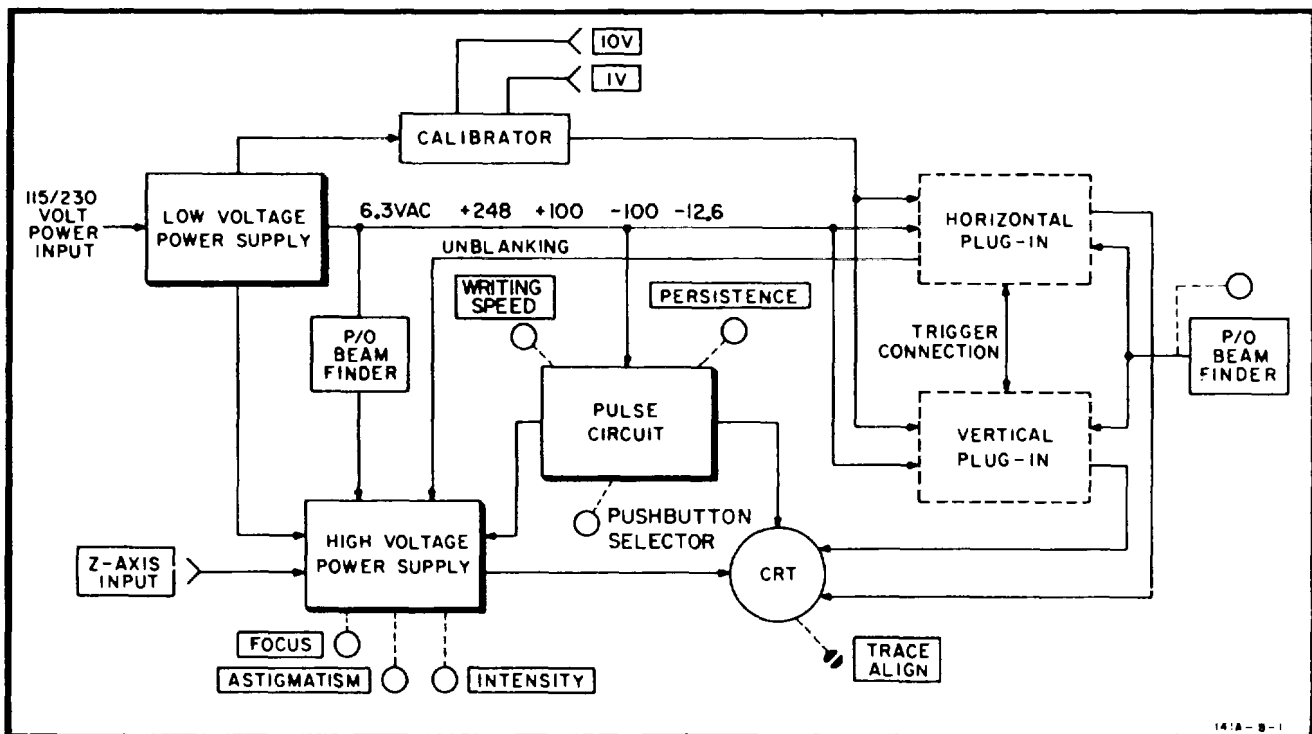 10V
1V
CALIBRATOR
115/230
VOLT
POWER
INPUT
LOW VOLTAGE
POWER SUPPLY
6.3VAC +248 +100 -100 -12.6
UNBLANKING
HORIZONTAL
PLUG-IN
WRITING
SPEED
PERSISTENCE
P/O
BEAM
FINDER
TRIGGER
CONNECTION
P/O
BEAM
FINDER
PULSE
CIRCUIT
VERTICAL
PLUG-IN
PUSHBUTTON
SELECTOR
HIGH VOLTAGE
POWER SUPPLY
Z-AXIS
INPUT
CRT
FOCUS
ASTIGMATISM
INTENSITY
TRACE
ALIGN
141A-B-1